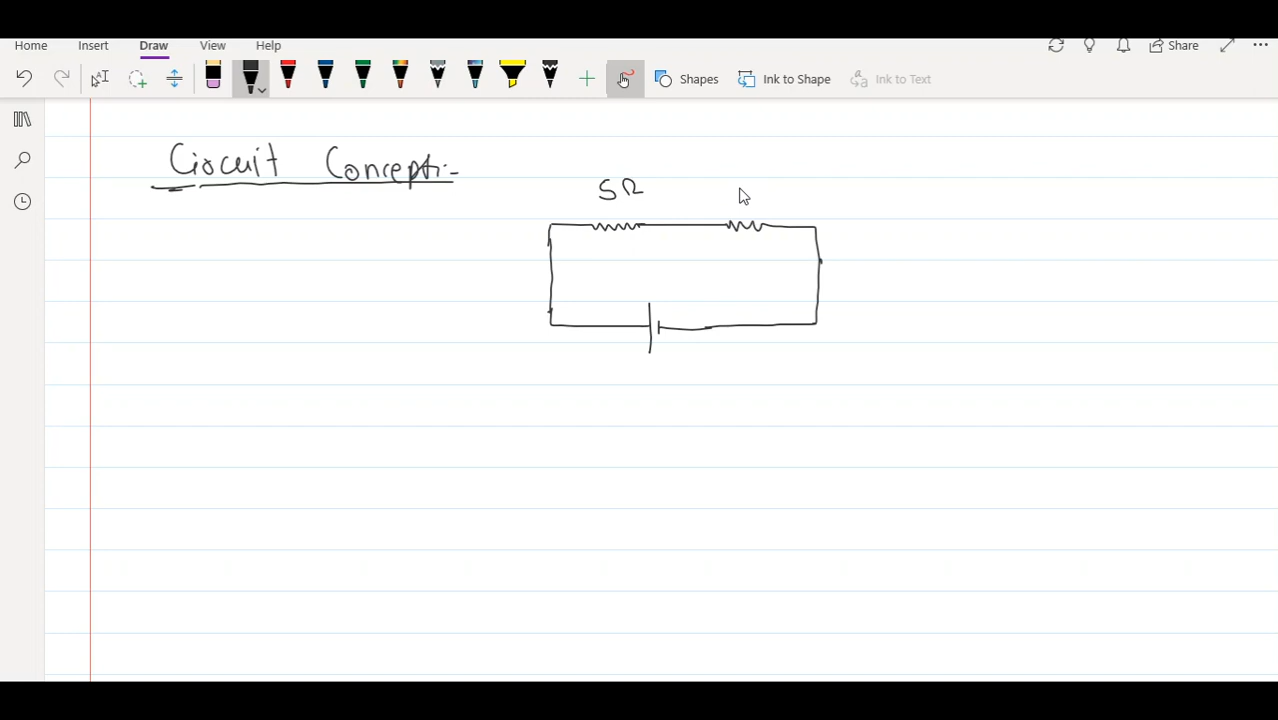 Home Insert Draw View Help Share
Shapes Ink to Shape Ink to Text
Circuit Concept:-
5Ω